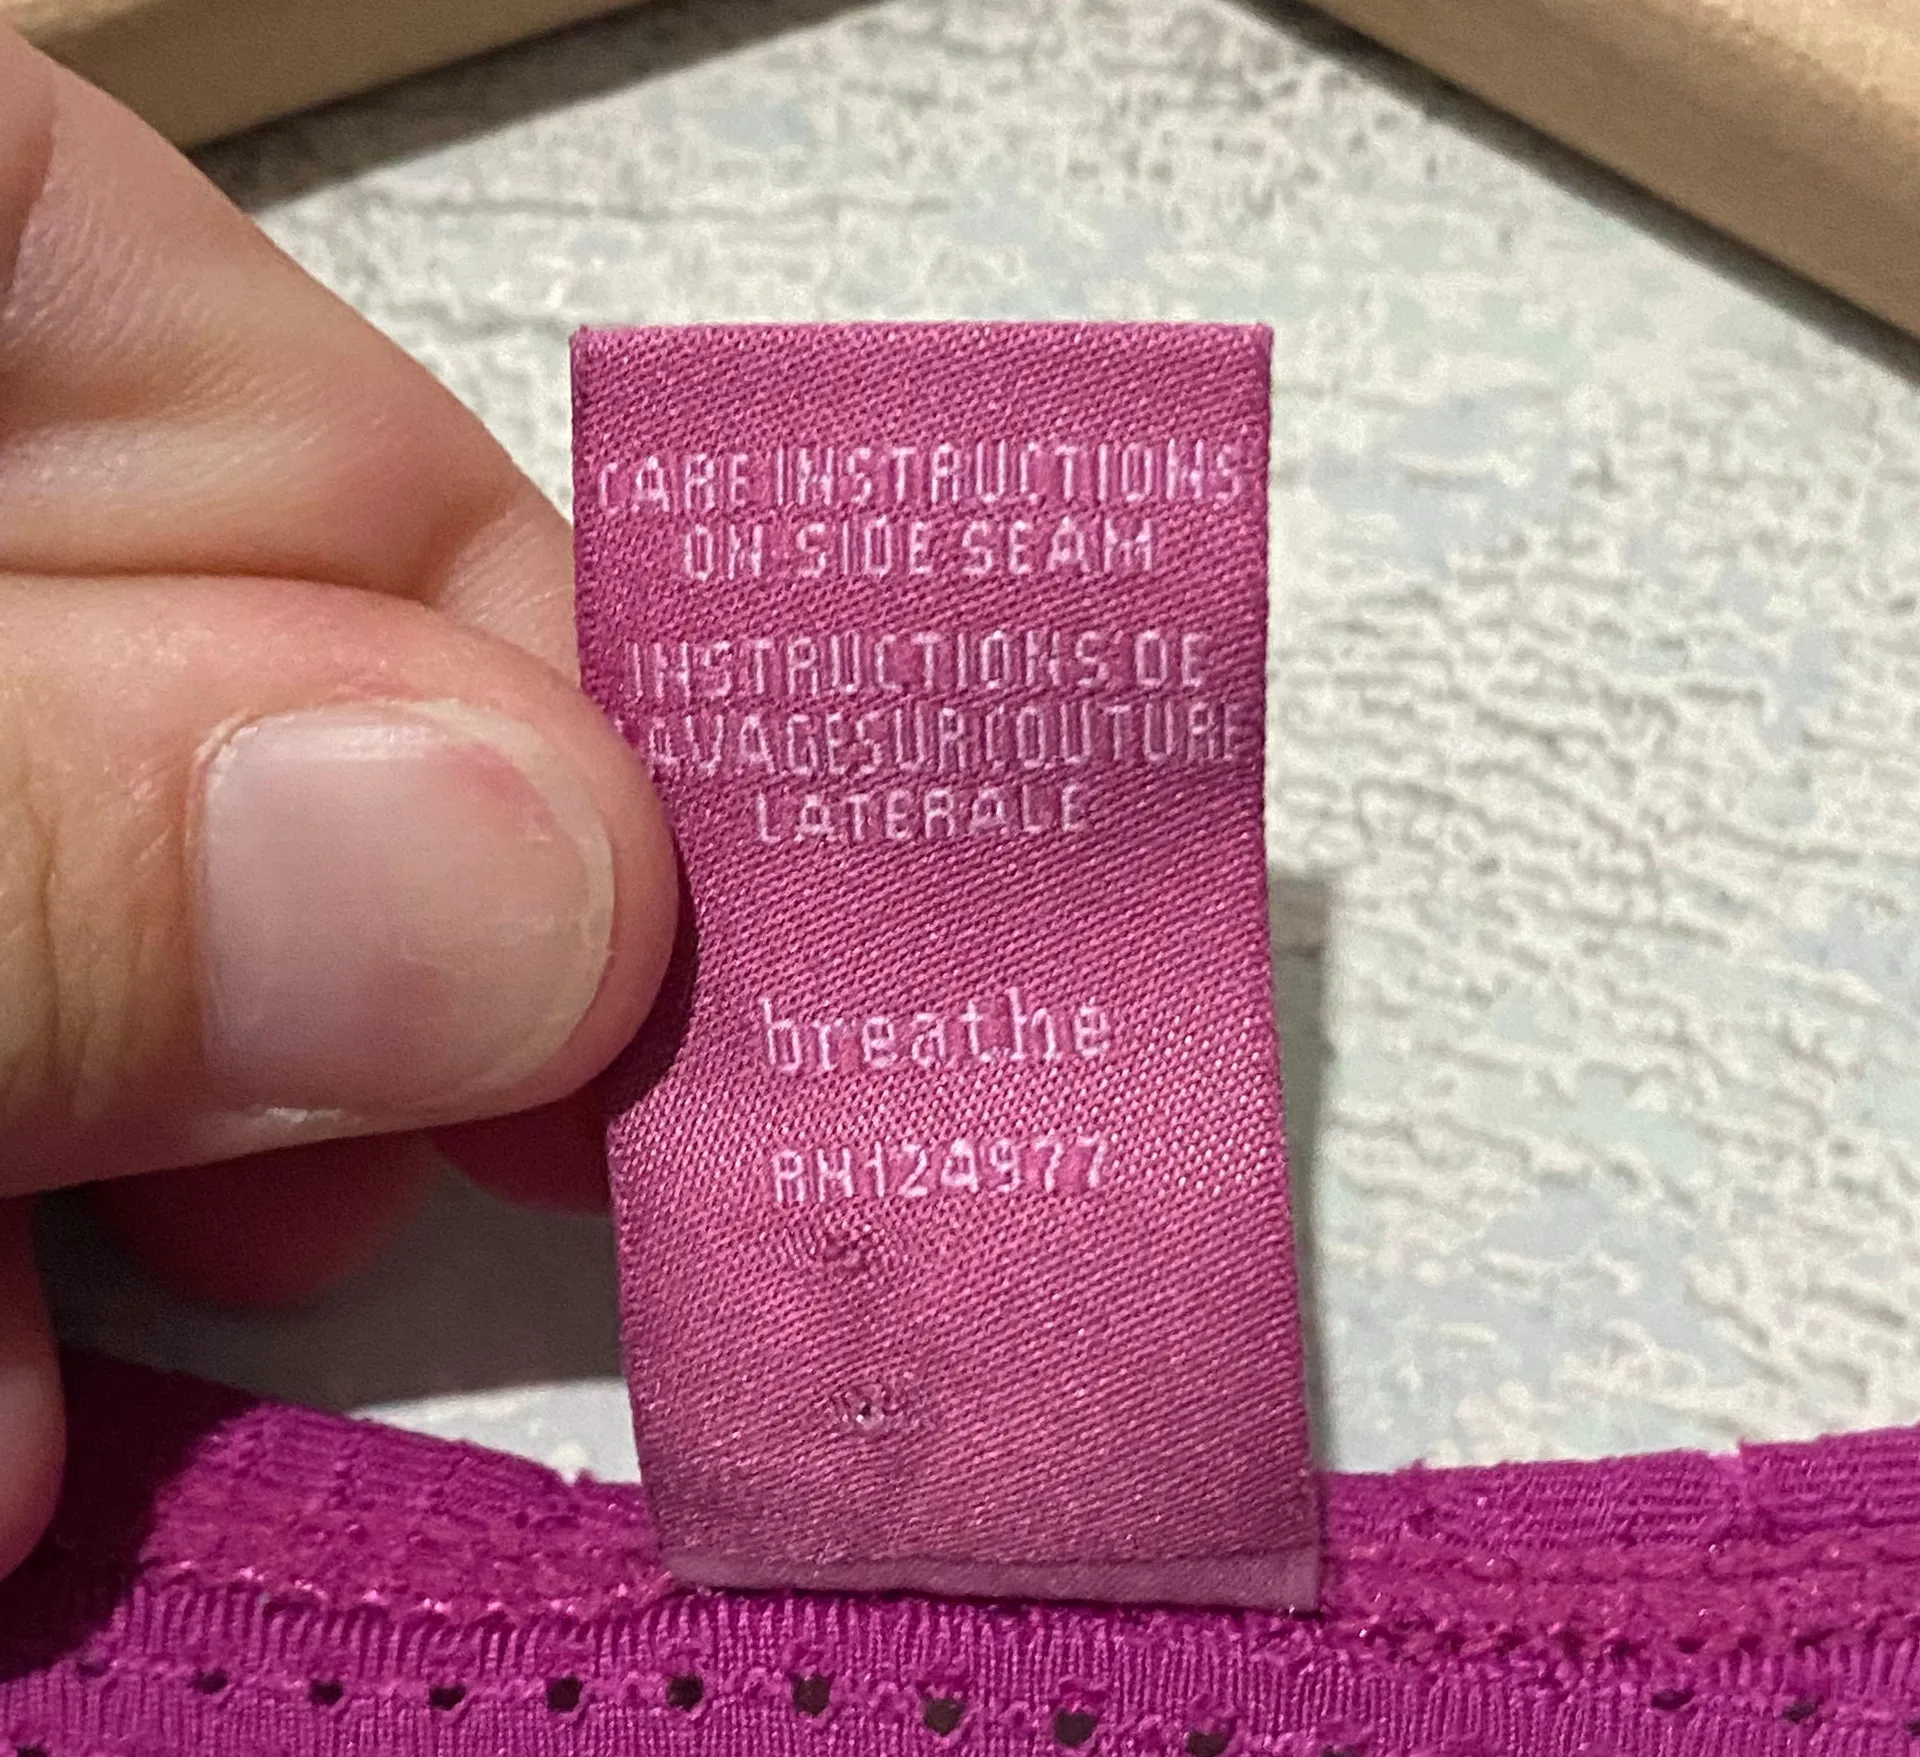 CARE INSTRUCTIONS
ON SIDE SEAM
INSTRUCTIONS DE
LAVAGE SUR COUTURE
LATERALE
breathe
RN124977